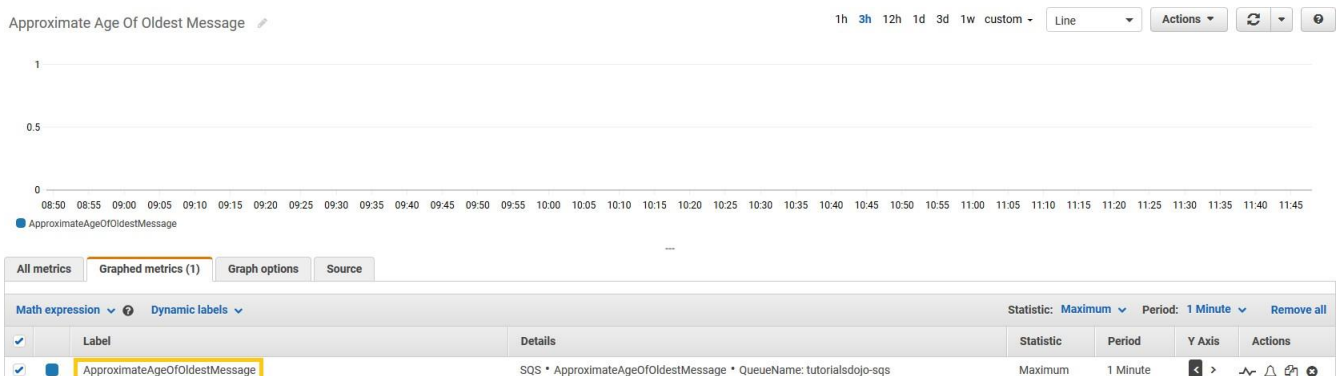 Approximate Age Of Oldest Message 1h 3h 12h 1d 3d 1w custom Line Actions
1
0.5
0
08:50 08:55 09:00 09:05 09:10 09:15 09:20 09:25 09:30 09:35 09:40 09:45 09:50 09:55 10:00 10:05 10:10 10:15 10:20 10:25 10:30 10:35 10:40 10:45 10:50 10:55 11:00 11:05 11:10 11:15 11:20 11:25 11:30 11:35 11:40 11:45
ApproximateAgeOfOldestMessage
All metrics Graphed metrics (1) Graph options Source
Math expression Dynamic labels Statistic: Maximum Period: 1 Minute Remove all
Label Details Statistic Period Y Axis Actions
ApproximateAgeOfOldestMessage SQS • ApproximateAgeOfOldestMessage • QueueName: tutorialsdojo-sqs Maximum 1 Minute < >